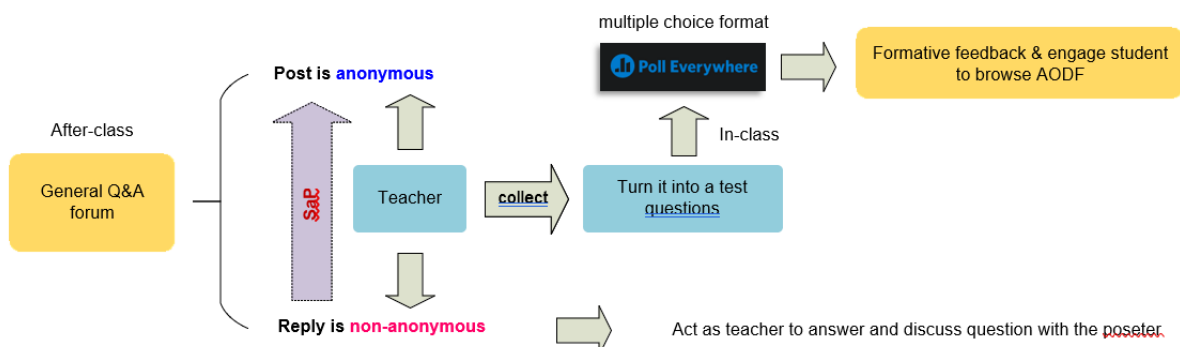 multiple choice format
Poll Everywhere
Formative feedback & engage student
to browse AODF
Post is anonymous
After-class
In-class
General Q&A
forum
SaP
Teacher
collect
Turn it into a test
questions
Reply is non-anonymous
Act as teacher to answer and discuss question with the poseter